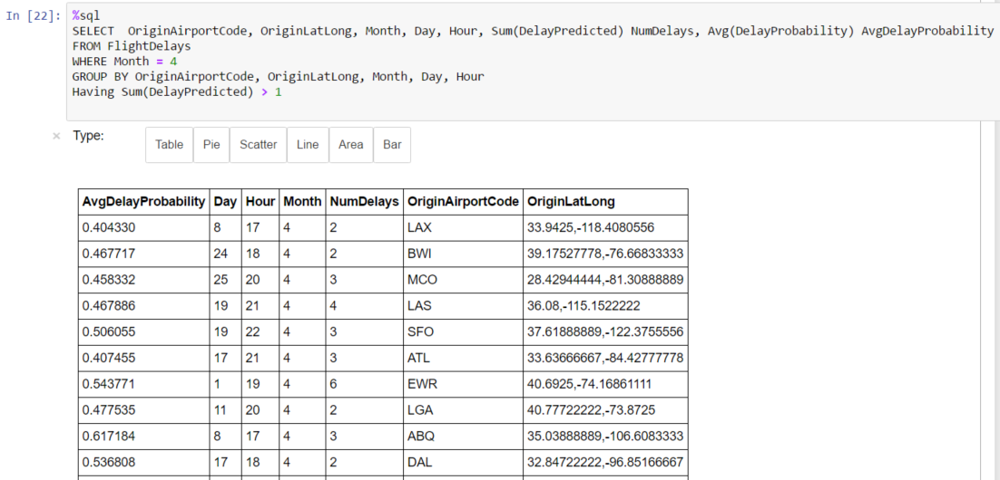 In [22]: %sql
SELECT OriginAirportCode, OriginLatLong, Month, Day, Hour, Sum(DelayPredicted) NumDelays, Avg(DelayProbability) AvgDelayProbability
FROM FlightDelays
WHERE Month = 4
GROUP BY OriginAirportCode, OriginLatLong, Month, Day, Hour
Having Sum(DelayPredicted) > 1
× Type: Table Pie Scatter Line Area Bar
AvgDelayProbability Day Hour Month NumDelays OriginAirportCode OriginLatLong
0.404330 8 17 4 2 LAX 33.9425,-118.4080556
0.467717 24 18 4 2 BWI 39.17527778,-76.66833333
0.458332 25 20 4 3 MCO 28.42944444,-81.30888889
0.467886 19 21 4 4 LAS 36.08,-115.1522222
0.506055 19 22 4 3 SFO 37.61888889,-122.3755556
0.407455 17 21 4 3 ATL 33.63666667,-84.42777778
0.543771 1 19 4 6 EWR 40.6925,-74.16861111
0.477535 11 20 4 2 LGA 40.77722222,-73.8725
0.617184 8 17 4 3 ABQ 35.03888889,-106.6083333
0.536808 17 18 4 2 DAL 32.84722222,-96.85166667